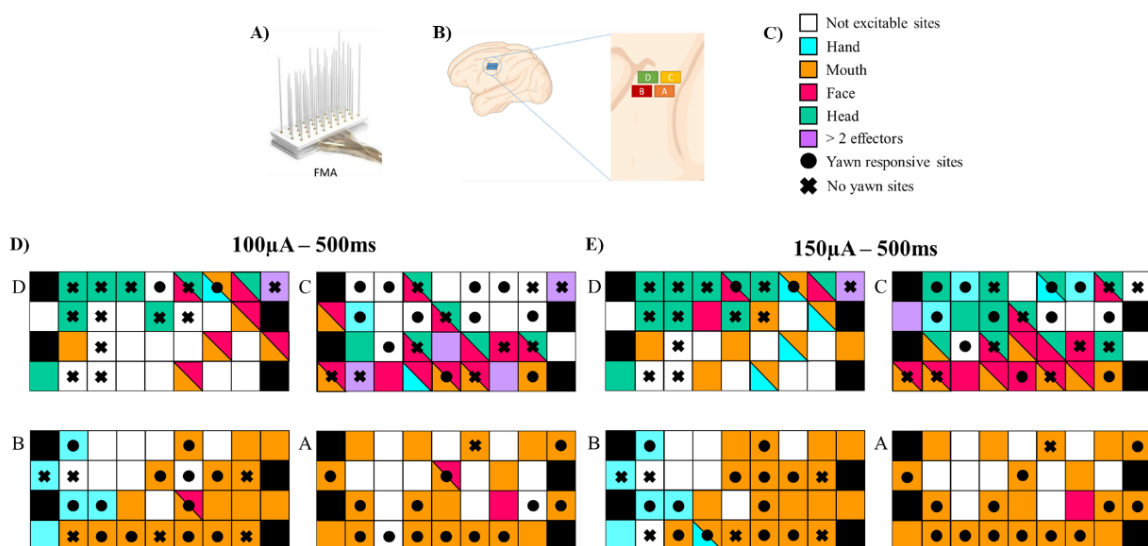 A)
FMA
B)
D C
B A
C)
Not excitable sites
Hand
Mouth
Face
Head
> 2 effectors
Yawn responsive sites
No yawn sites
D)
100µA – 500ms
D
C
B
A
E)
150µA – 500ms
D
C
B
A